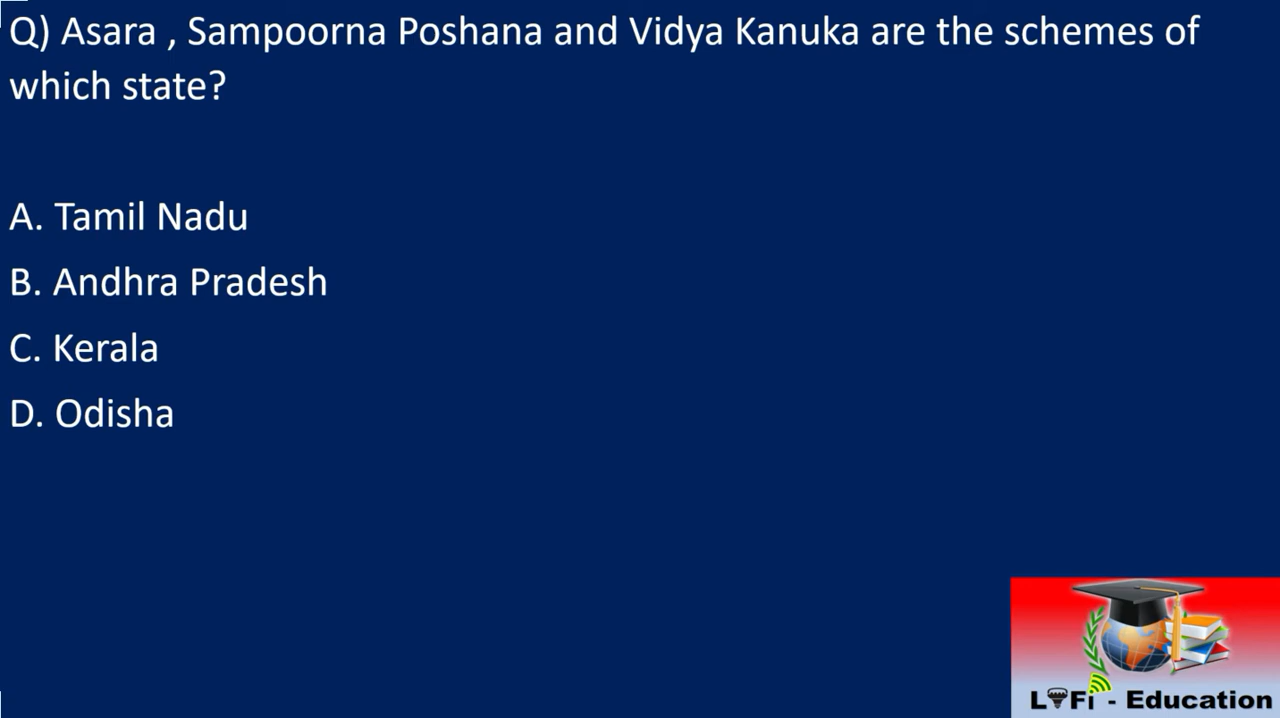 Q) Asara , Sampoorna Poshana and Vidya Kanuka are the schemes of
which state?
A. Tamil Nadu
B. Andhra Pradesh
C. Kerala
D. Odisha
LiFi - Education